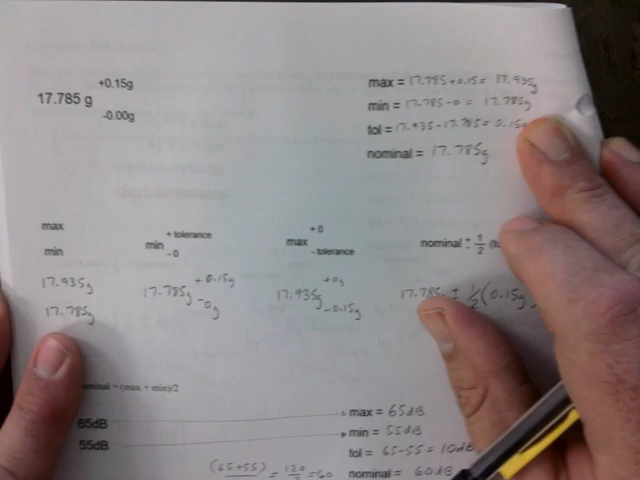 +0.15g
17.785 g
-0.00g
max = 17.785+0.15= 17.935g
min = 17.785-0 = 17.785g
tol = 17.935-17.785= 0.15
nominal = 17.785g
max
min
min + tolerance - 0
max + 0 - tolerance
nominal ± 1/2
17.935g
17.785g
17.785g +0.15g -0g
17.935g +0g -0.15g
17.785 ± 1/2 (0.15g
= (max + min)/2
65dB
55dB
max = 65dB
min = 55dB
tol = 65-55= 10dB
nominal = 60dB
(65+55) = 120 =60